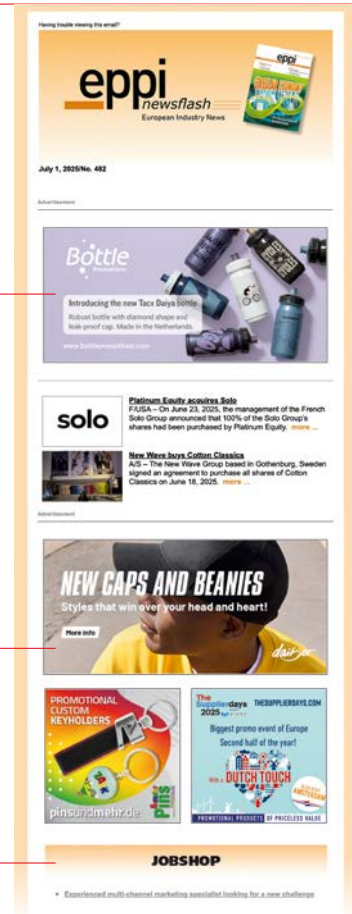 Having trouble viewing this email?
eppi
newsflash
European Industry News
eppi
July 1, 2025/No. 482
Advertisement
Bottle
Promotions
Introducing the new Tacx Daiya bottle
Robust bottle with diamond shape and
leak-proof cap. Made in the Netherlands.
www.bottlepromotions.com
solo
Platinum Equity acquires Solo
F/USA – On June 23, 2025, the management of the French
Solo Group announced that 100% of the Solo Group's
shares had been purchased by Platinum Equity. more ...
New Wave buys Cotton Classics
A/S – The New Wave Group based in Gothenburg, Sweden
signed an agreement to purchase all shares of Cotton
Classics on June 18, 2025. more ...
Advertisement
NEW CAPS AND BEANIES
Styles that win over your head and heart!
More info
daiber
PROMOTIONAL
CUSTOM
KEYHOLDERS
pinsundmehr.de
Pins
The
Supplierdays
2025
THESUPPLIERDAYS.COM
Biggest promo event of Europe
Second half of the year!
With a DUTCH TOUCH
AMSTERDAM
PROMOTIONAL PRODUCTS OF PRICELESS VALUE
JOBSHOP
• Experienced multi-channel marketing specialist looking for a new challenge